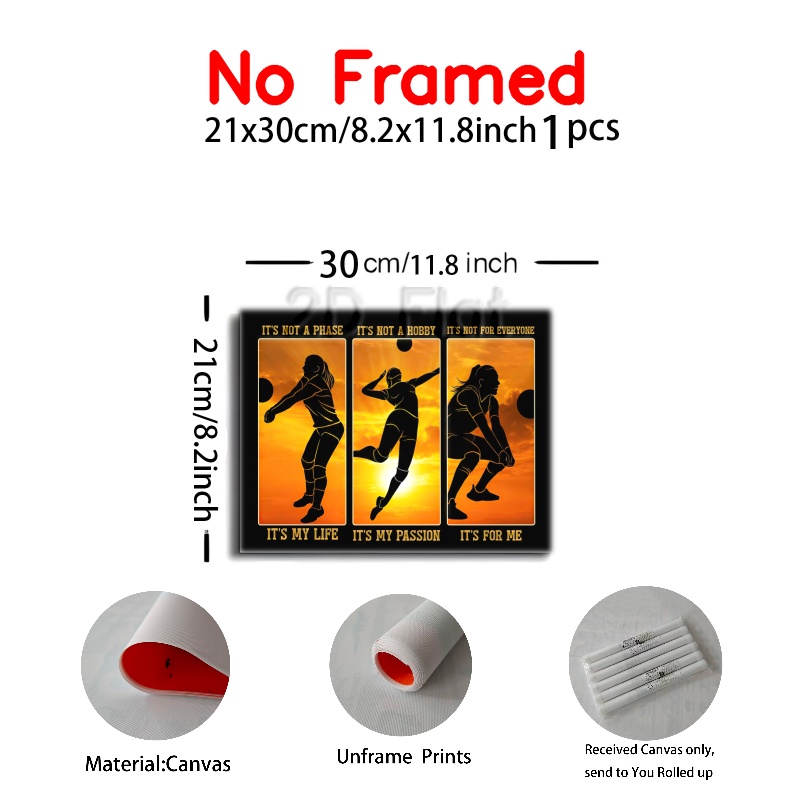 No Framed
21x30cm/8.2x11.8inch 1 pcs
30 cm/11.8 inch
2D Flat
21cm/8.2inch
IT'S NOT A PHASE
IT'S NOT A HOBBY
IT'S NOT FOR EVERYONE
IT'S MY LIFE
IT'S MY PASSION
IT'S FOR ME
Material:Canvas
Unframe Prints
Received Canvas only,
send to You Rolled up